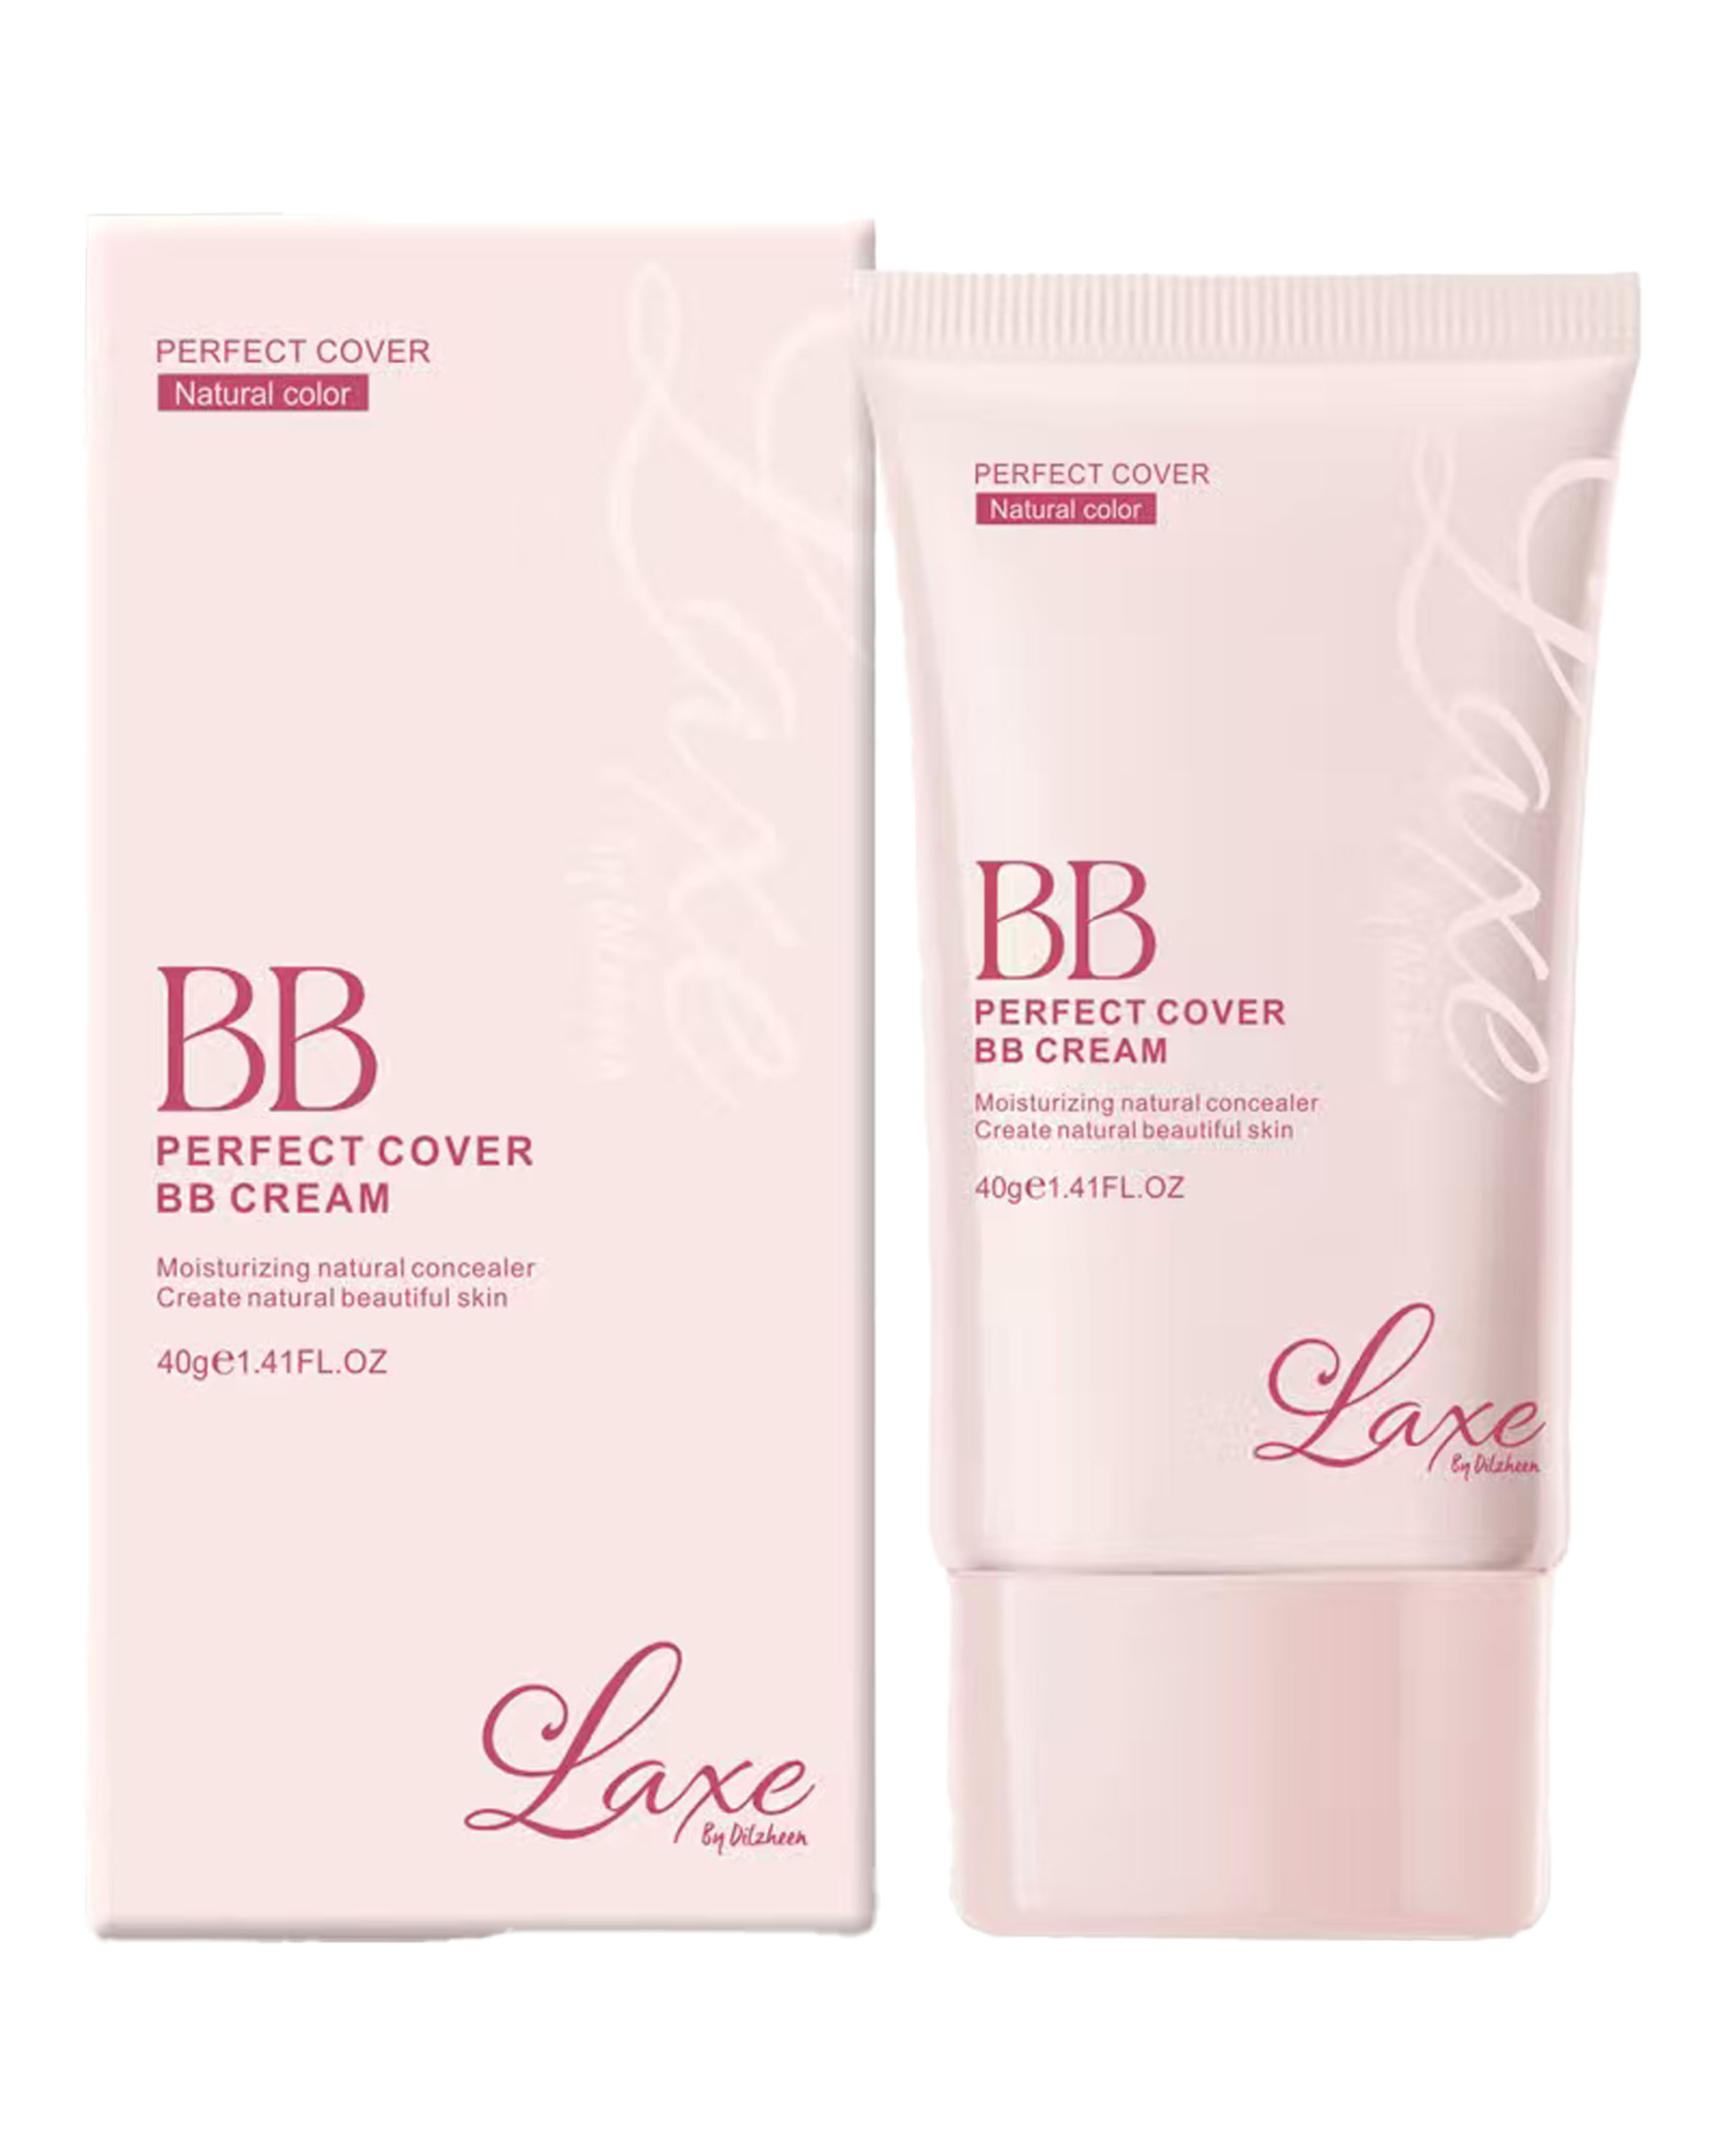 PERFECT COVER
Natural color
BB
PERFECT COVER
BB CREAM
Moisturizing natural concealer
Create natural beautiful skin
40g℮1.41FL.OZ
Laxe
By Dilzheen
Laxe
PERFECT COVER
Natural color
BB
PERFECT COVER
BB CREAM
Moisturizing natural concealer
Create natural beautiful skin
40g℮1.41FL.OZ
Laxe
By Dilzheen
Laxe